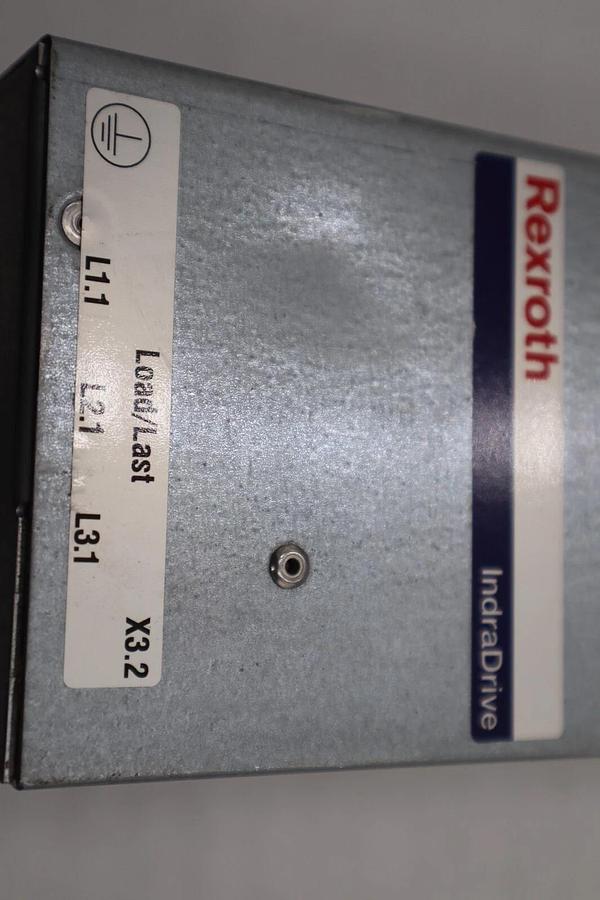 Rexroth
IndraDrive
Load/Last X3.2
L1.1 L2.1 L3.1